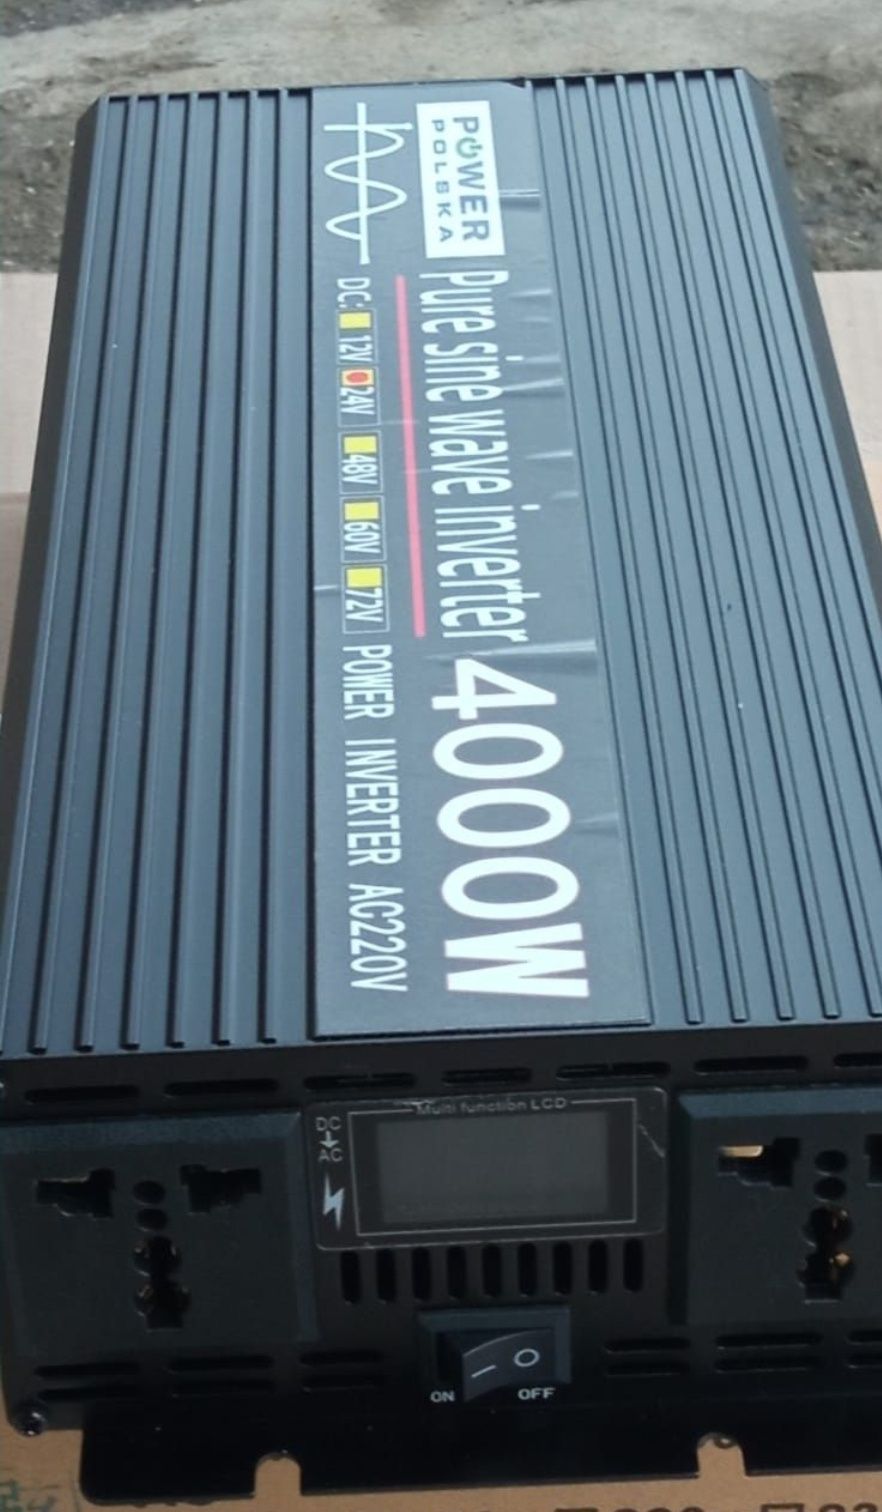 POWER
POLSKA
Pure sine wave inverter 4000W
DC: 12V 24V 48V 60V 72V POWER INVERTER AC220V
Multi function LCD
DC
AC
ON OFF